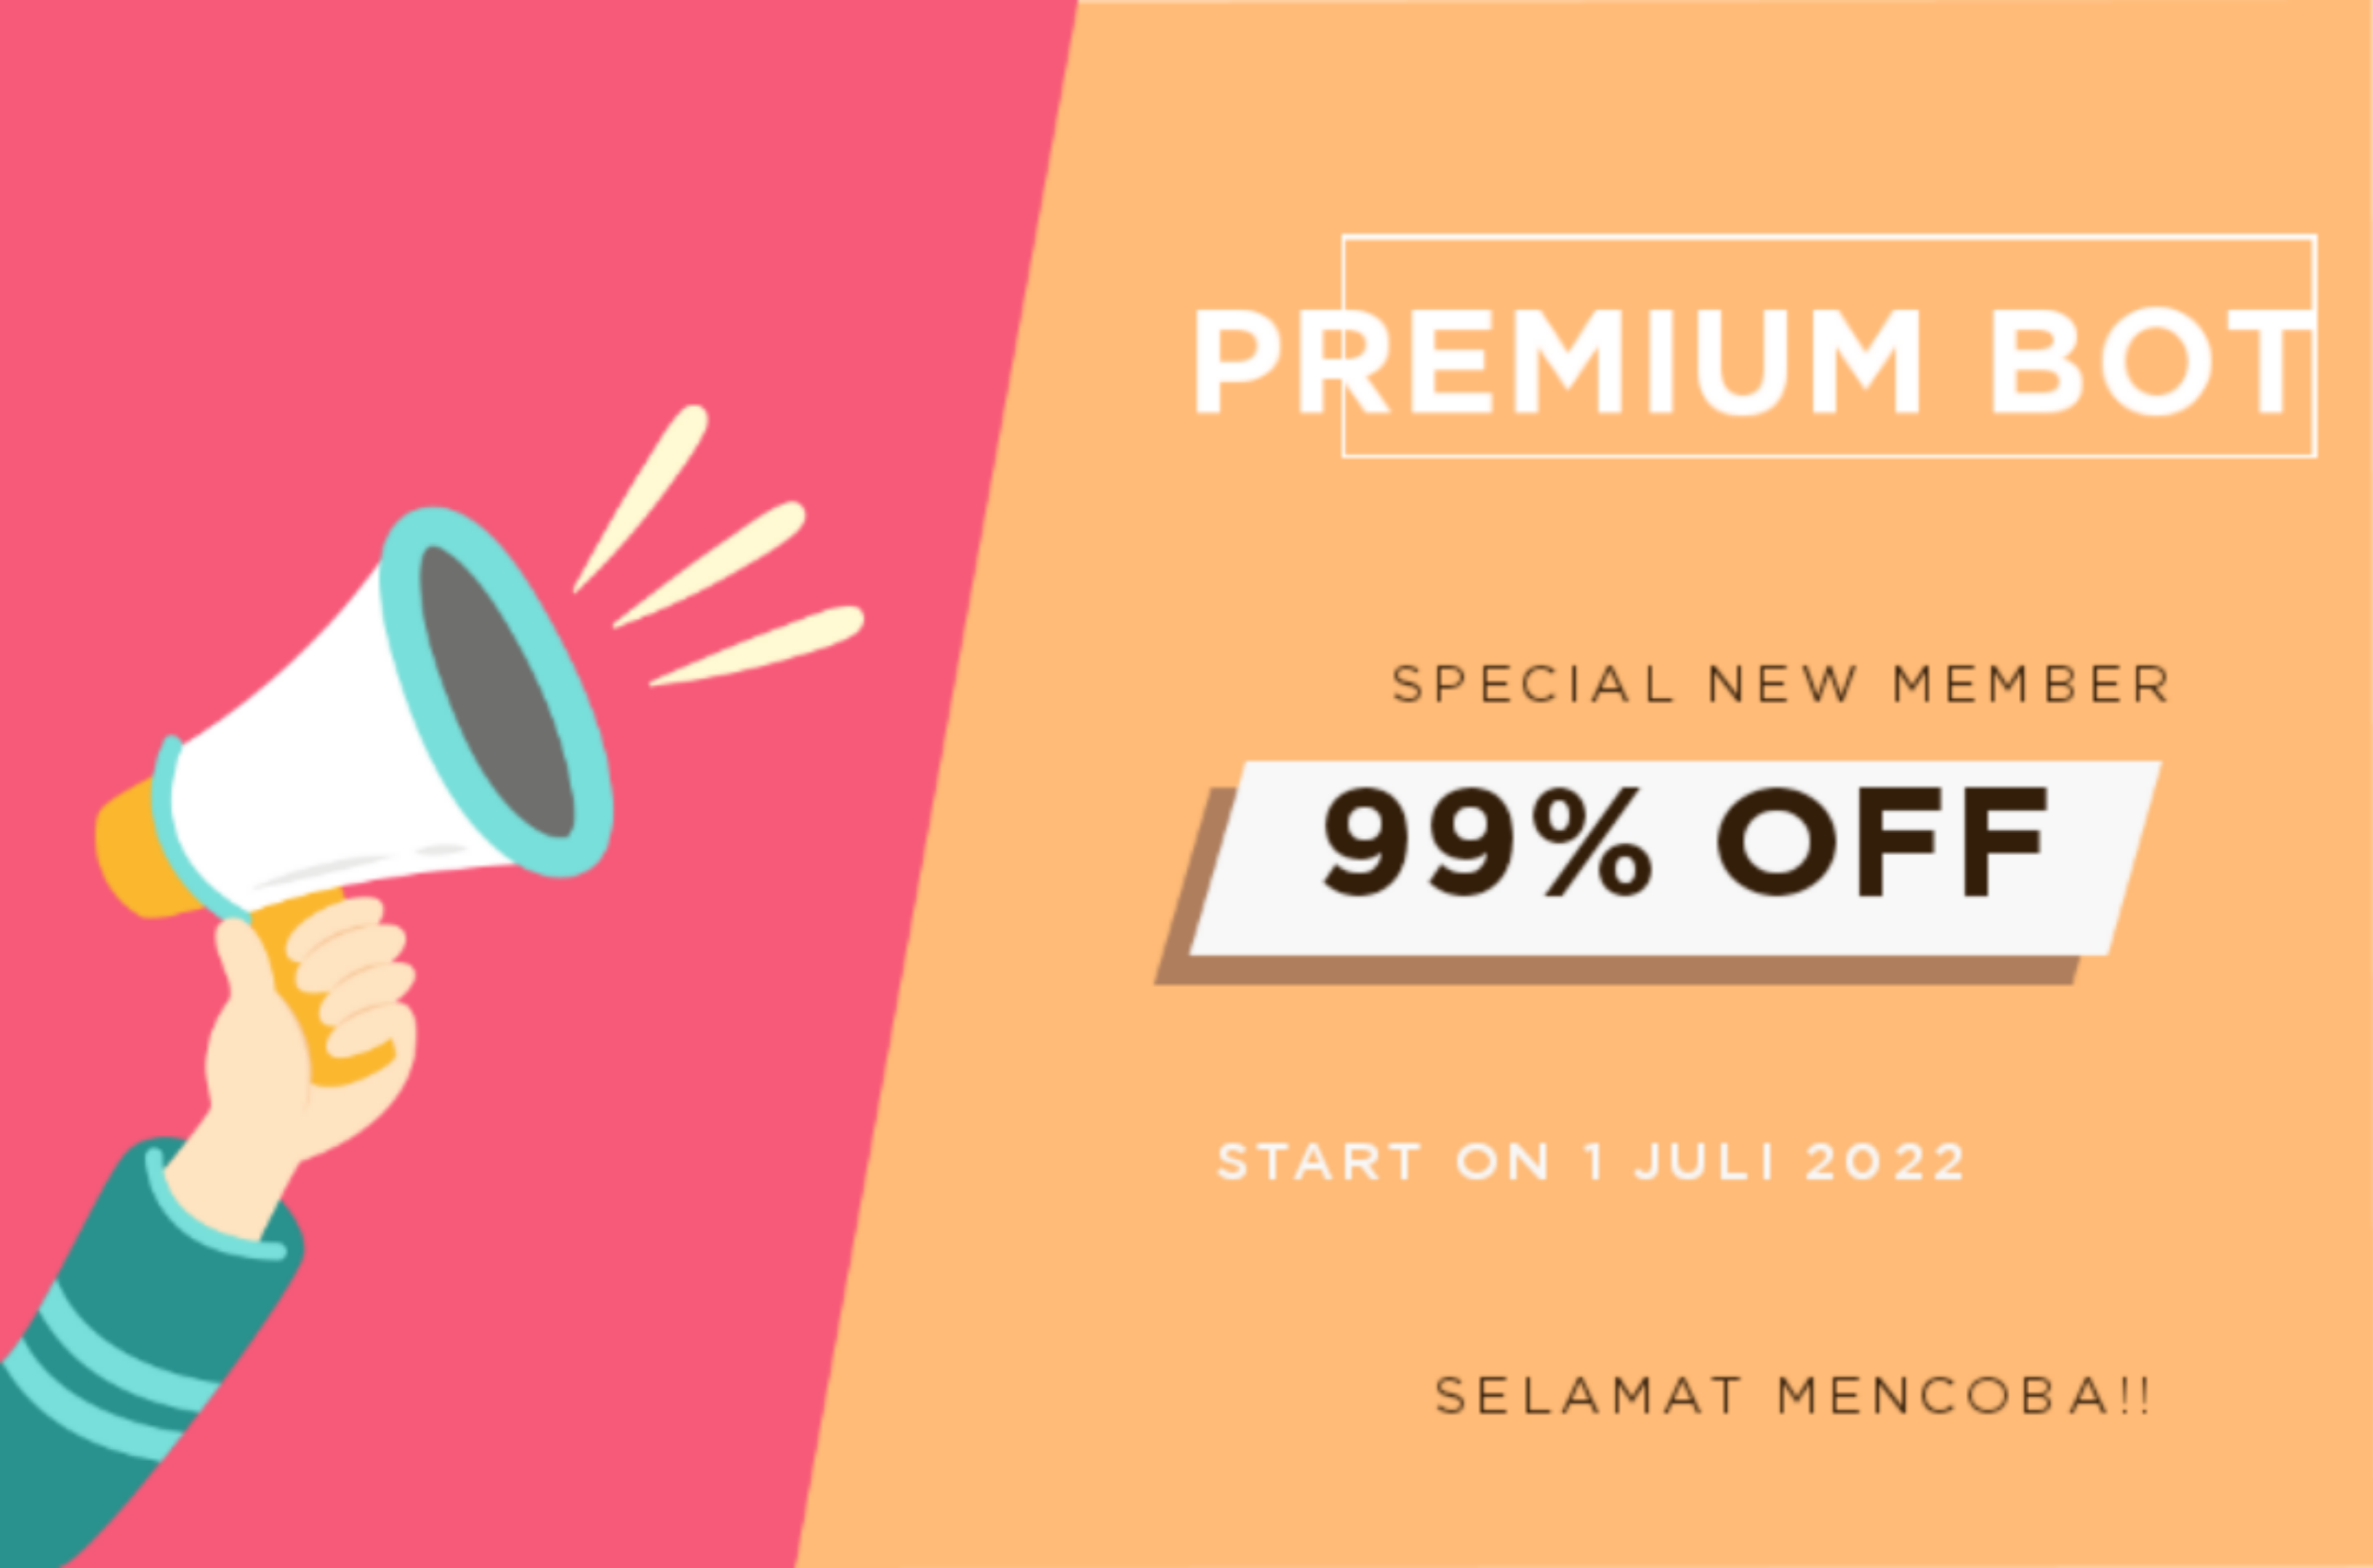 PREMIUM BOT
SPECIAL NEW MEMBER
99% OFF
START ON 1 JULI 2022
SELAMAT MENCOBA!!